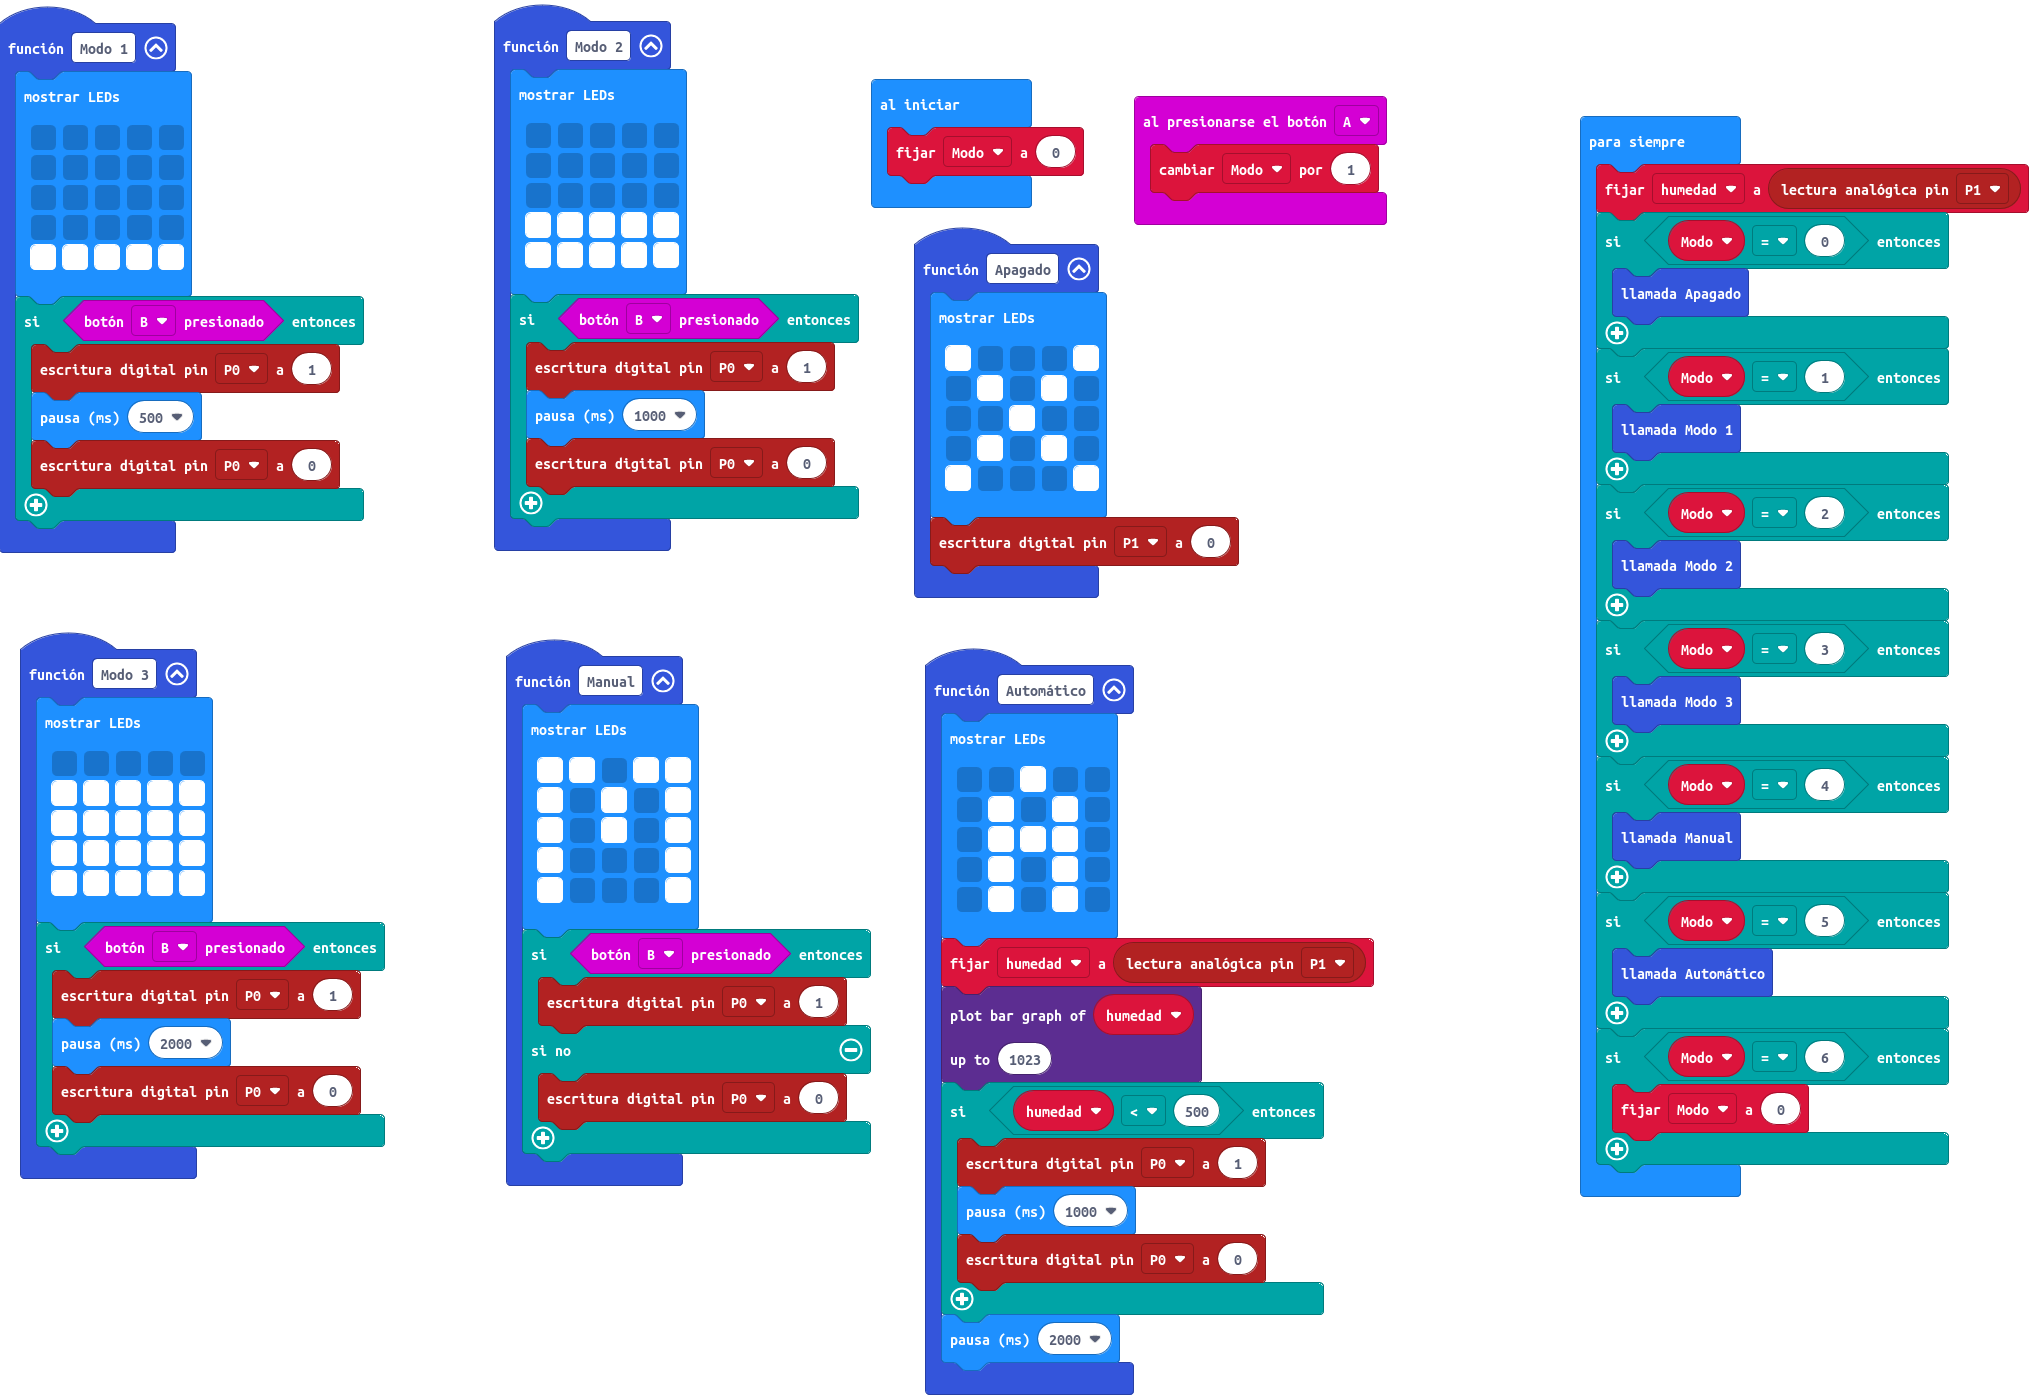 función Modo 1
mostrar LEDs
si botón B presionado entonces
escritura digital pin P0 a 1
pausa (ms) 500
escritura digital pin P0 a 0
función Modo 2
mostrar LEDs
si botón B presionado entonces
escritura digital pin P0 a 1
pausa (ms) 1000
escritura digital pin P0 a 0
al iniciar
fijar Modo a 0
al presionarse el botón A
cambiar Modo por 1
función Apagado
mostrar LEDs
escritura digital pin P1 a 0
función Modo 3
mostrar LEDs
si botón B presionado entonces
escritura digital pin P0 a 1
pausa (ms) 2000
escritura digital pin P0 a 0
función Manual
mostrar LEDs
si botón B presionado entonces
escritura digital pin P0 a 1
si no
escritura digital pin P0 a 0
función Automático
mostrar LEDs
fijar humedad a lectura analógica pin P1
plot bar graph of humedad
up to 1023
si humedad < 500 entonces
escritura digital pin P0 a 1
pausa (ms) 1000
escritura digital pin P0 a 0
pausa (ms) 2000
para siempre
fijar humedad a lectura analógica pin P1
si Modo = 0 entonces
llamada Apagado
si Modo = 1 entonces
llamada Modo 1
si Modo = 2 entonces
llamada Modo 2
si Modo = 3 entonces
llamada Modo 3
si Modo = 4 entonces
llamada Manual
si Modo = 5 entonces
llamada Automático
si Modo = 6 entonces
fijar Modo a 0